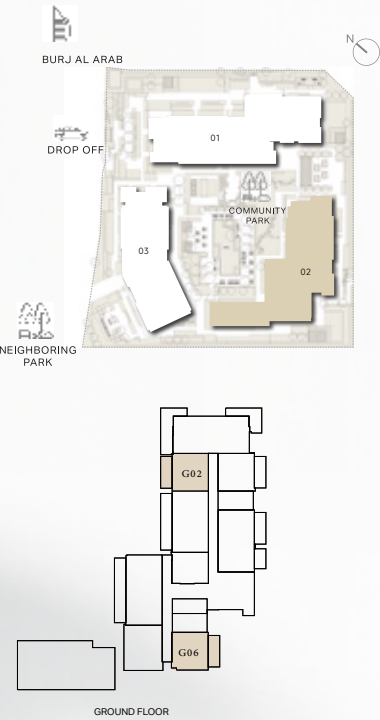 N
BURJ AL ARAB
01
DROP OFF
COMMUNITY
PARK
03
02
NEIGHBORING
PARK
G02
G06
GROUND FLOOR